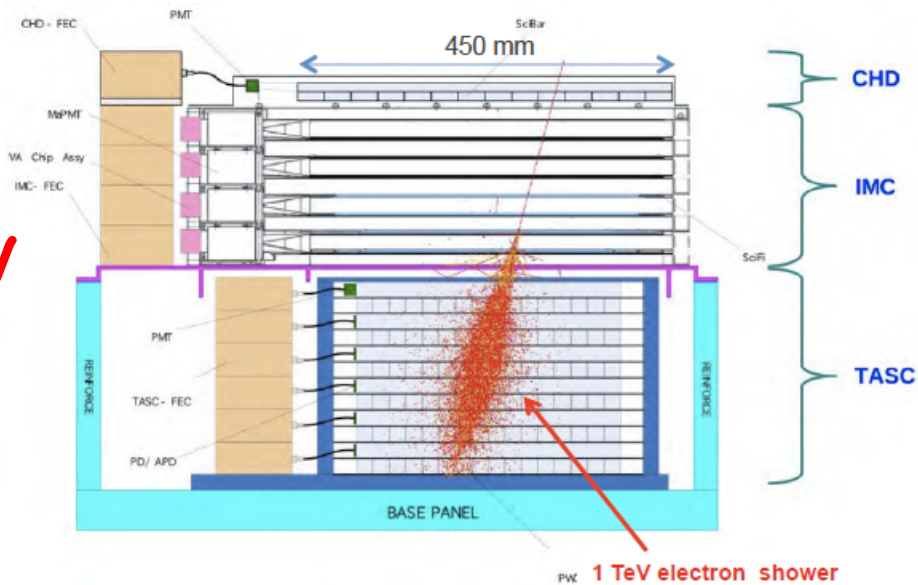 CHD - FEC
PMT
SciBar
450 mm
CHD
MaPMT
VA Chip Assy
IMC- FEC
IMC
SciFi
PMT
REINFORCE
REINFORCE
TASC
TASC- FEC
PD/ APD
BASE PANEL
1 TeV electron shower